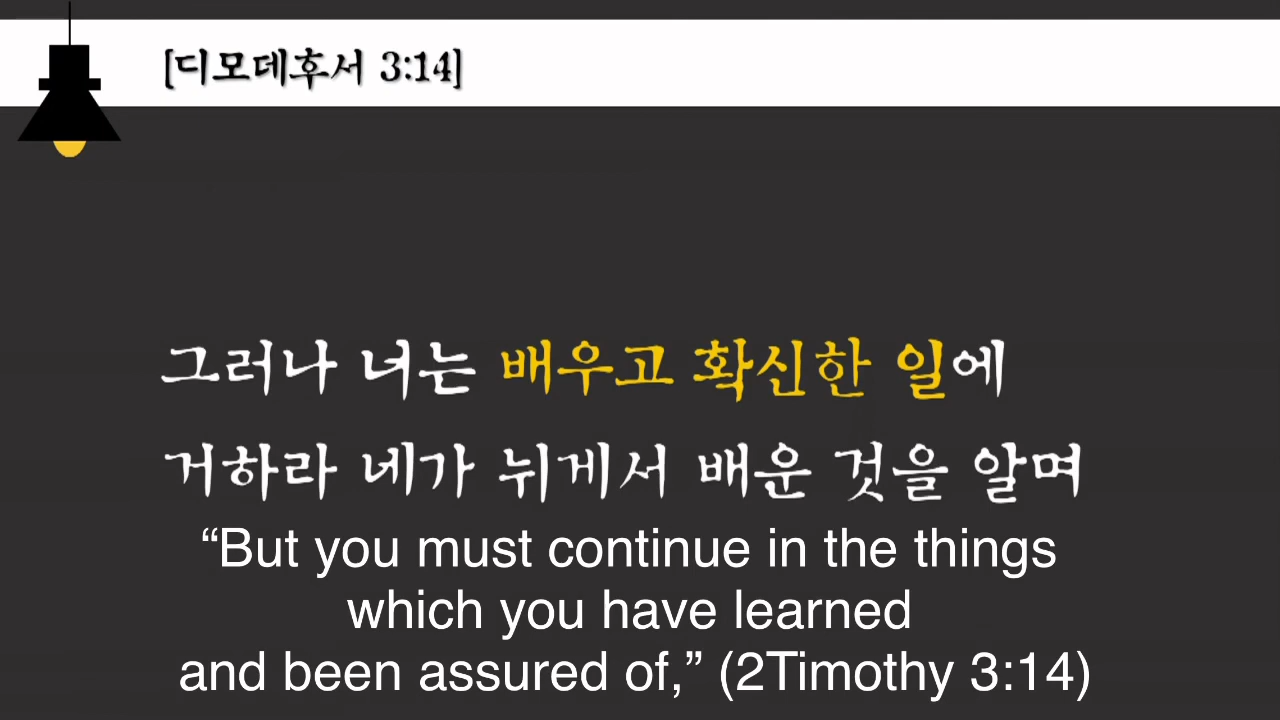 [디모데후서 3:14]
그러나 너는 배우고 확신한 일에
거하라 네가 뉘게서 배운 것을 알며
“But you must continue in the things
which you have learned
and been assured of,” (2Timothy 3:14)